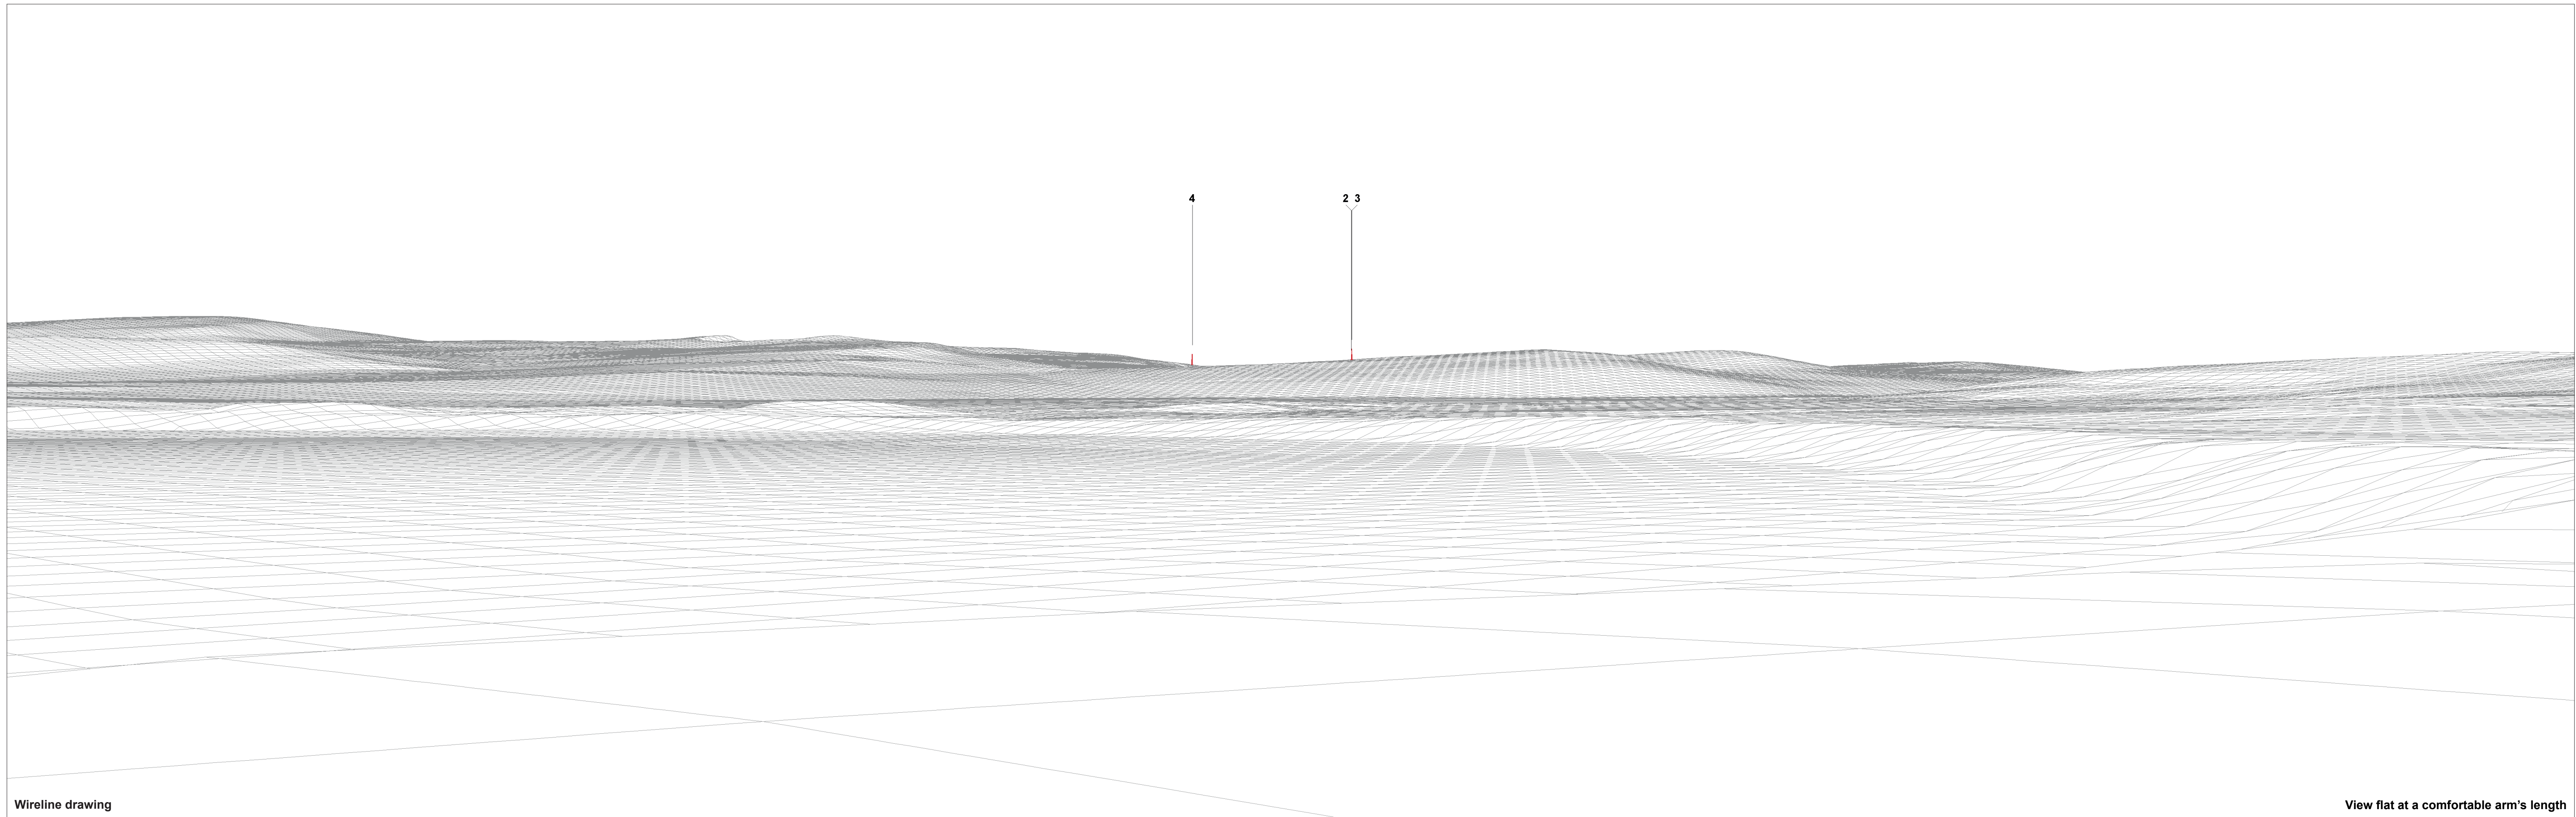 4
2 3
Wireline drawing
View flat at a comfortable arm's length